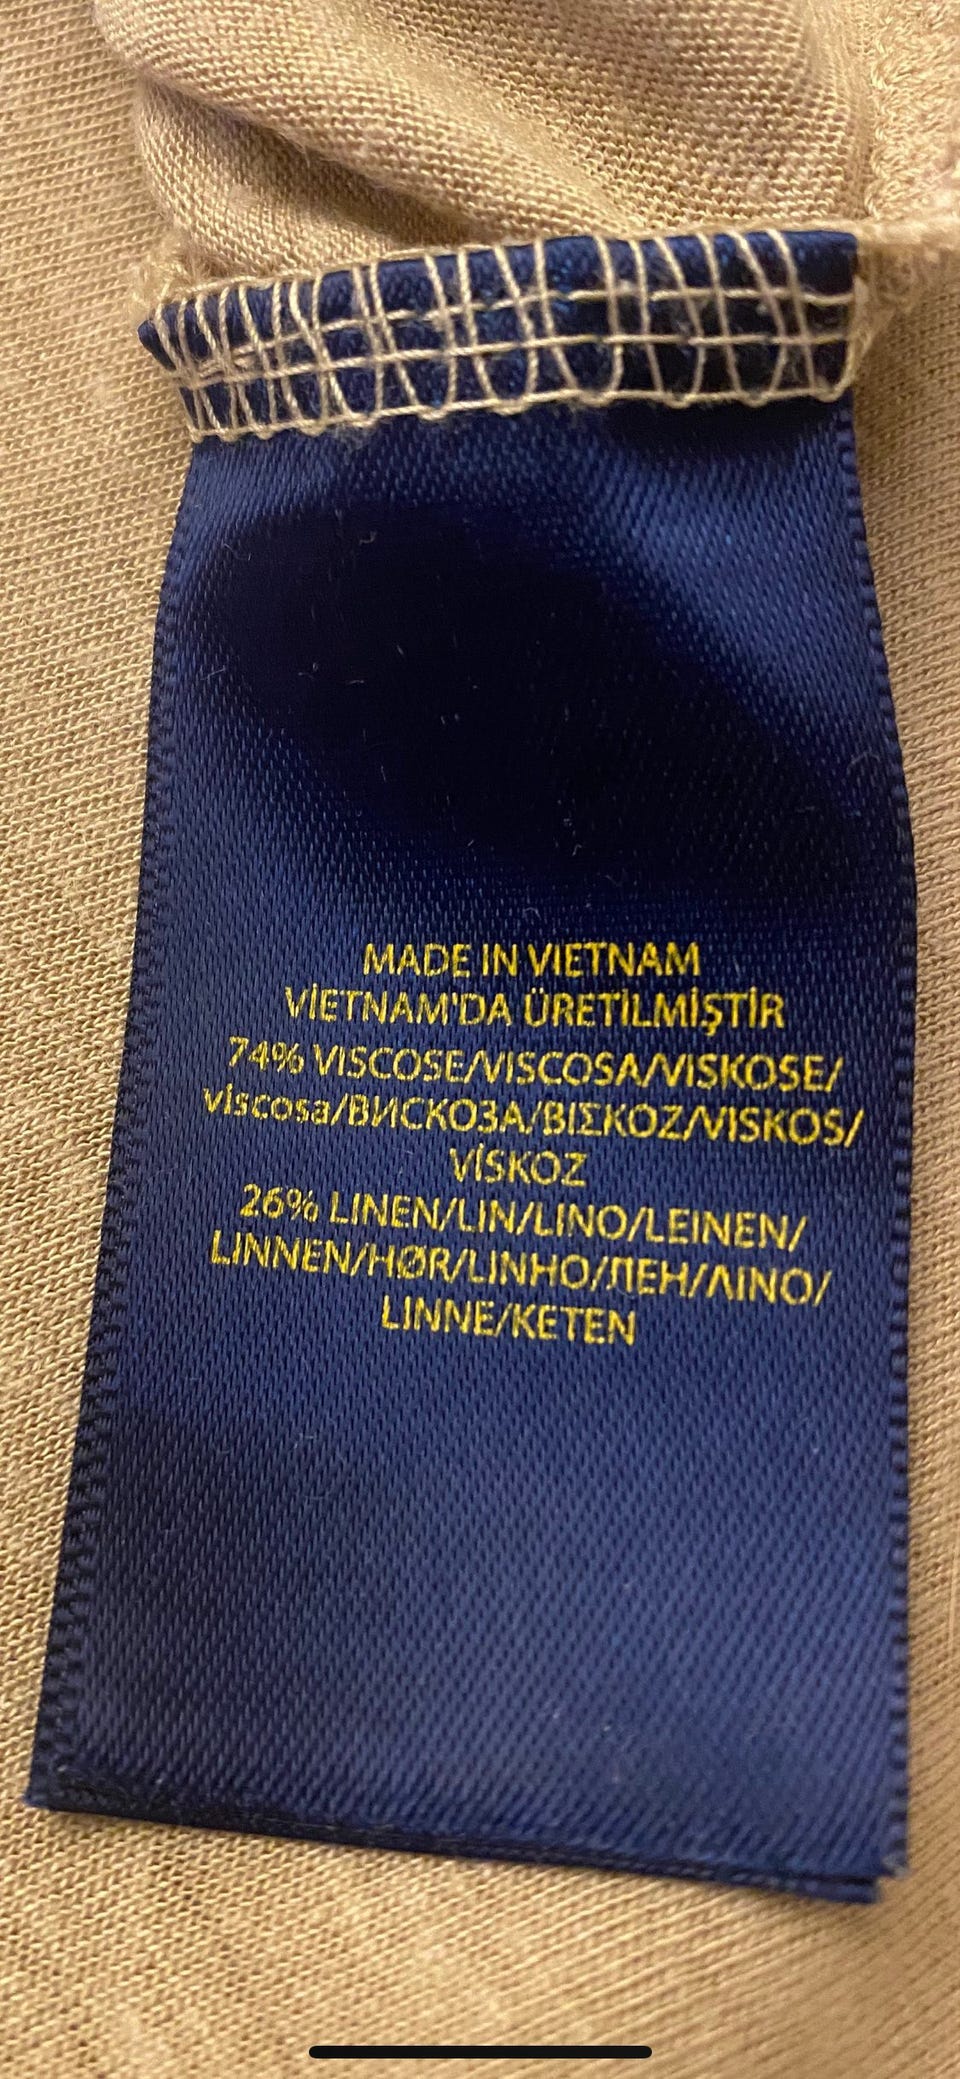 MADE IN VIETNAM
VİETNAM'DA ÜRETİLMİŞTİR
74% VISCOSE/VISCOSA/VISKOSE/
viscosa/ВИСКОЗА/ΒΙΣΚΟΖ/VISKOS/
VİSKOZ
26% LINEN/LIN/LINO/LEINEN/
LINNEN/HØR/LINHO/ЛЕН/ΛΙΝΟ/
LINNE/KETEN